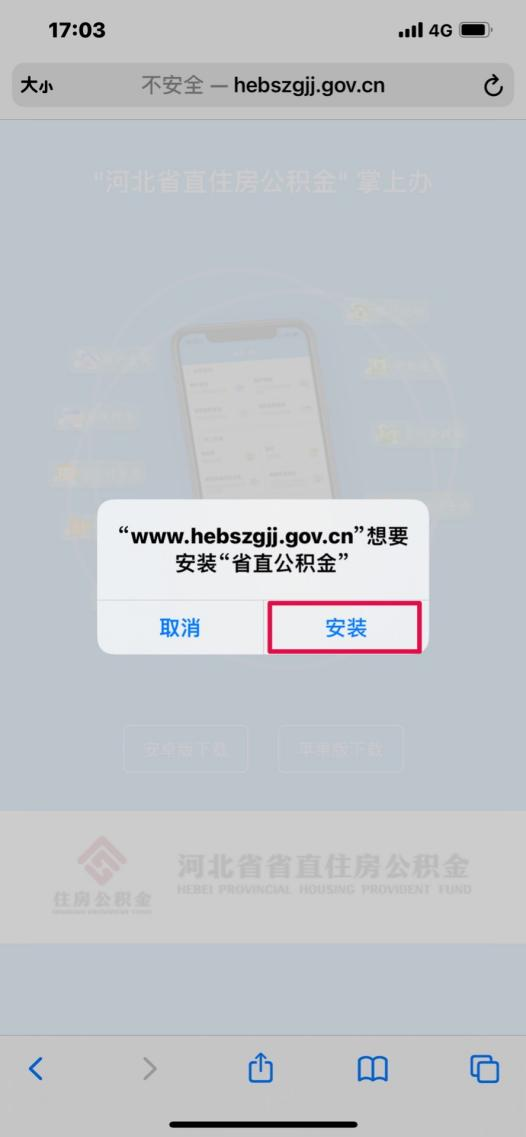 17:03
4G
大小
不安全 — hebszgjj.gov.cn
"河北省直住房公积金" 掌上办
“www.hebszgjj.gov.cn”想要
安装“省直公积金”
取消
安装
安卓版下载
苹果版下载
住房公积金
河北省省直住房公积金
HEBEI PROVINCIAL HOUSING PROVIDENT FUND